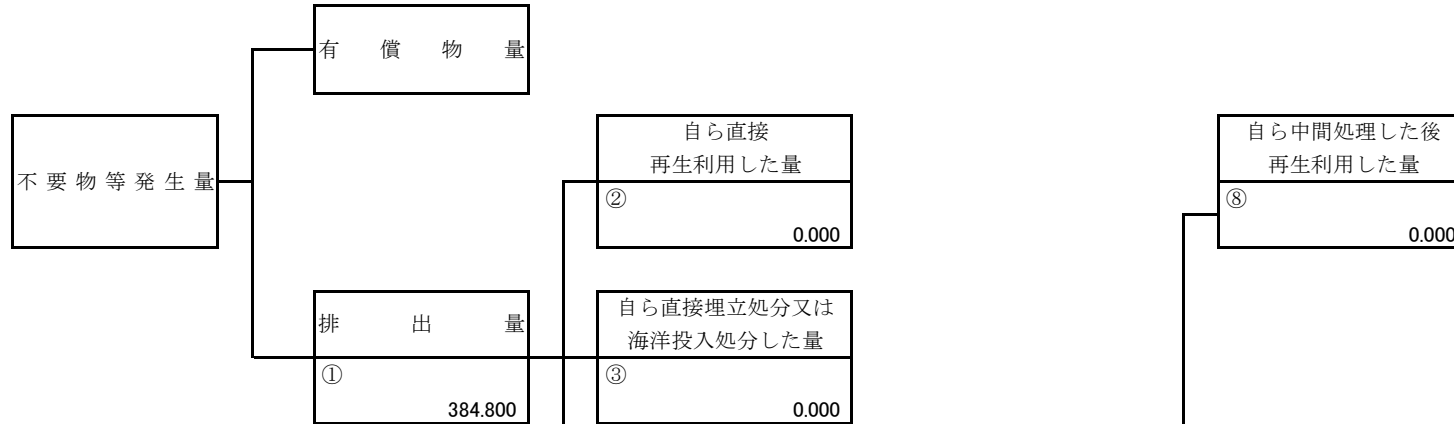 有償物量
不要物等発生量
自ら直接
再生利用した量
②
0.000
自ら中間処理した後
再生利用した量
⑧
0.000
排出量
①
384.800
自ら直接埋立処分又は
海洋投入処分した量
③
0.000